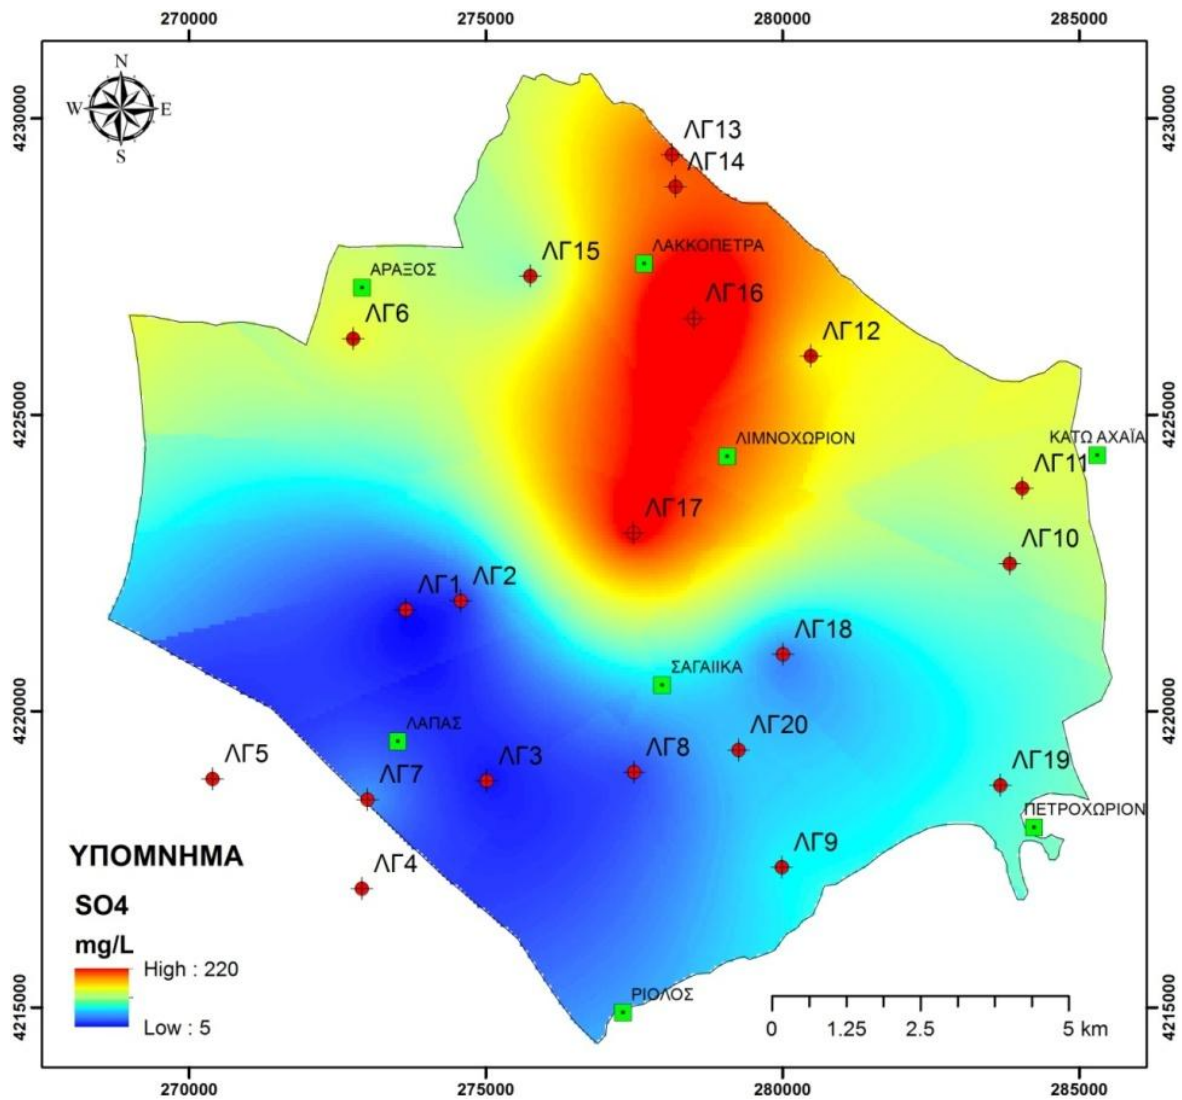 270000 275000 280000 285000
N
W E
S
4230000 4230000
ΛΓ13
ΛΓ14
ΛΑΚΚΟΠΕΤΡΑ
ΛΓ15
ΑΡΑΞΟΣ
ΛΓ16
ΛΓ6
ΛΓ12
4225000 4225000
ΛΙΜΝΟΧΩΡΙΟΝ
ΚΑΤΩ ΑΧΑΪΑ
ΛΓ11
ΛΓ17
ΛΓ10
ΛΓ1
ΛΓ2
ΛΓ18
ΣΑΓΑΙΙΚΑ
4220000 4220000
ΛΑΠΑΣ
ΛΓ20
ΛΓ5
ΛΓ7
ΛΓ3
ΛΓ8
ΛΓ19
ΠΕΤΡΟΧΩΡΙΟΝ
ΛΓ9
ΛΓ4
ΥΠΟΜΝΗΜΑ
SO4
mg/L
High : 220
Low : 5
ΡΙΟΛΟΣ
4215000 4215000
0 1.25 2.5 5 km
270000 275000 280000 285000